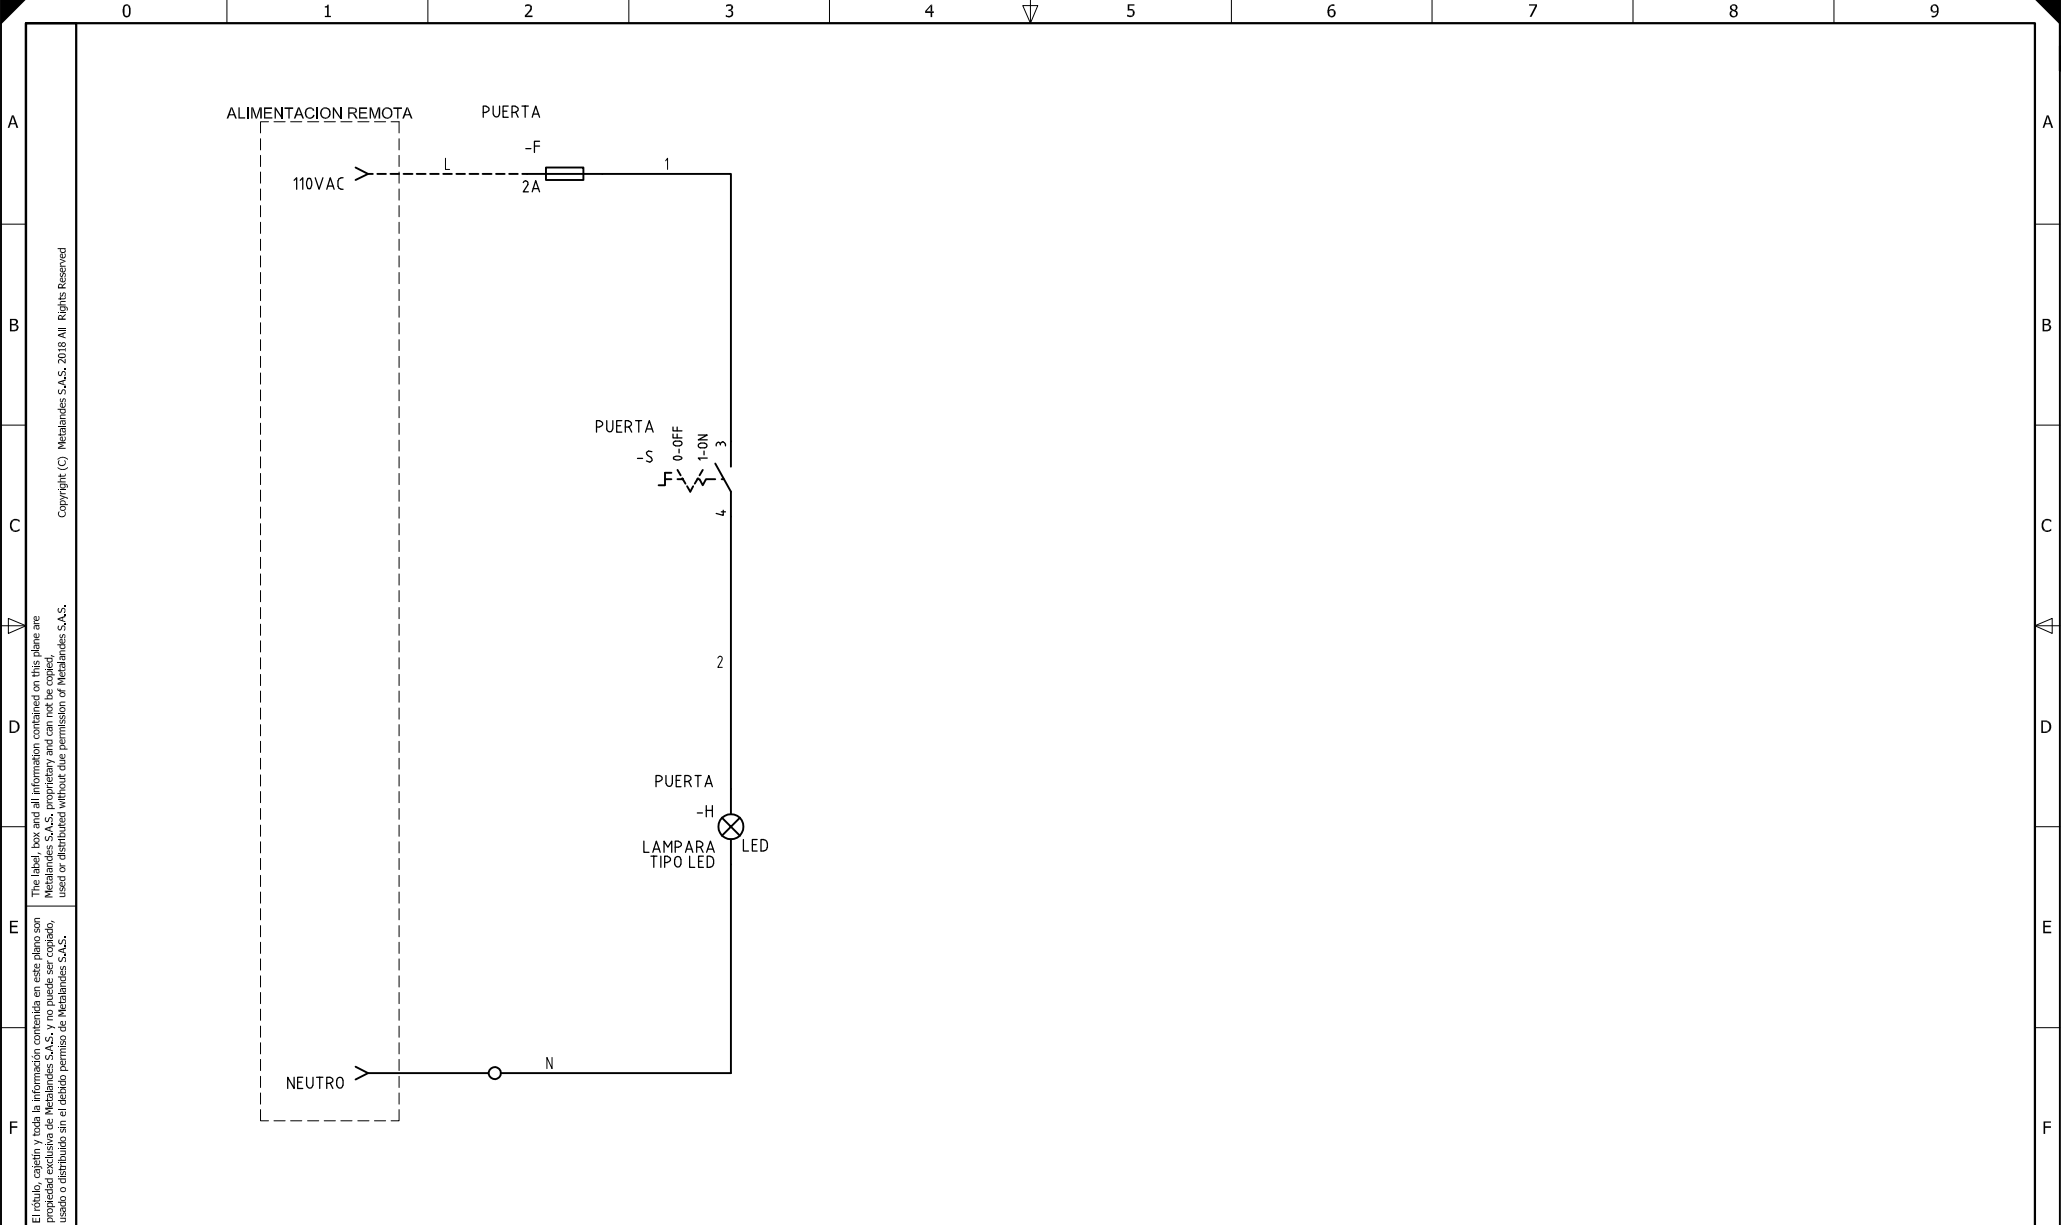 0 1 2 3 4 5 6 7 8 9
A A
B B
C C
D D
E E
F F
ALIMENTACION REMOTA
PUERTA
-F
L
1
110VAC
2A
PUERTA
-S
0-OFF
1-ON
3
4
2
PUERTA
-H
LAMPARA
TIPO LED
LED
N
NEUTRO
Copyright (C) Metalandes S.A.S. 2018 All Rights Reserved
The label, box and all information contained on this plane are
Metalandes S.A.S. proprietary and can not be copied,
used or distributed without due permission of Metalandes S.A.S.
El rótulo, cajetín y toda la información contenida en este plano son
propiedad exclusiva de Metalandes S.A.S. y no puede ser copiado,
usado o distribuido sin el debido permiso de Metalandes S.A.S.